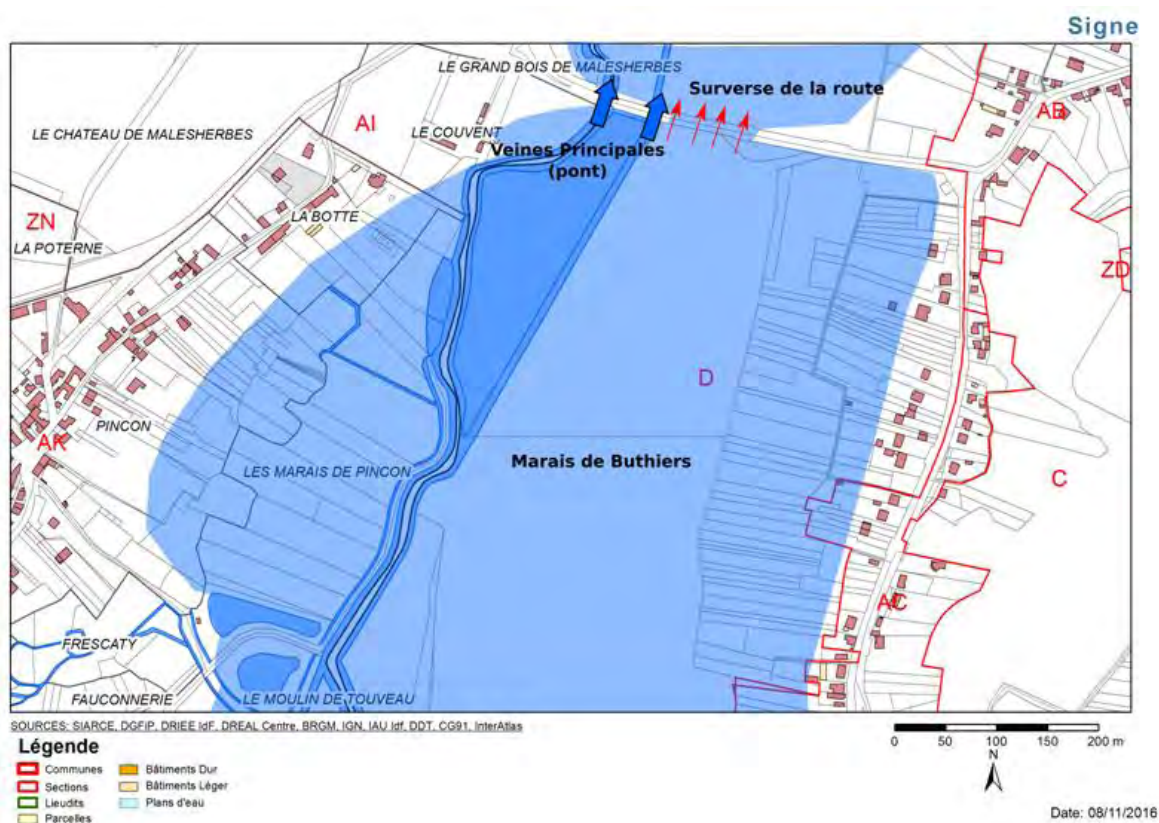 Signe
LE GRAND BOIS DE MALESHERBES
Surverse de la route
AB
LE CHATEAU DE MALESHERBES
AI
LE COUVENT
Veines Principales
(pont)
LA BOTTE
ZN
LA POTERNE
ZD
D
PINCON
AK
LES MARAIS DE PINCON
Marais de Buthiers
C
AC
FRESCATY
FAUCONNERIE
LE MOULIN DE TOUVEAU
SOURCES: SIARCE, DGFiP, DRIEE IdF, DREAL Centre, BRGM, IGN, IAU Idf, DDT, CG91, InterAtlas
0 50 100 150 200 m
N
Légende
Communes
Sections
Lieudits
Parcelles
Bâtiments Dur
Bâtiments Léger
Plans d'eau
Date: 08/11/2016